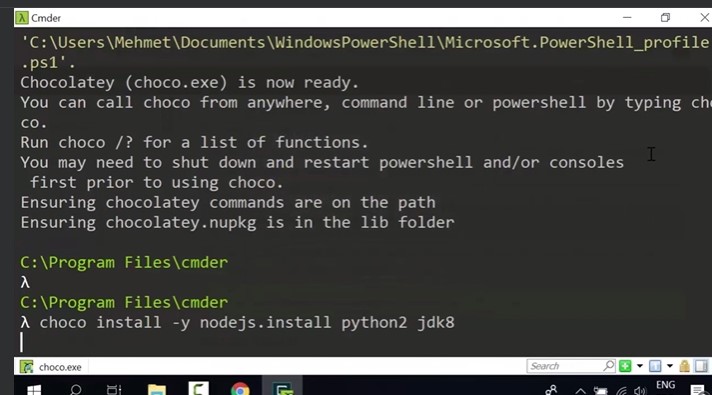 Cmder
'C:\Users\Mehmet\Documents\WindowsPowerShell\Microsoft.PowerShell_profile
.ps1'.
Chocolatey (choco.exe) is now ready.
You can call choco from anywhere, command line or powershell by typing cho
co.
Run choco /? for a list of functions.
You may need to shut down and restart powershell and/or consoles
 first prior to using choco.
Ensuring chocolatey commands are on the path
Ensuring chocolatey.nupkg is in the lib folder
C:\Program Files\cmder
λ
C:\Program Files\cmder
λ choco install -y nodejs.install python2 jdk8
choco.exe
Search
ENG